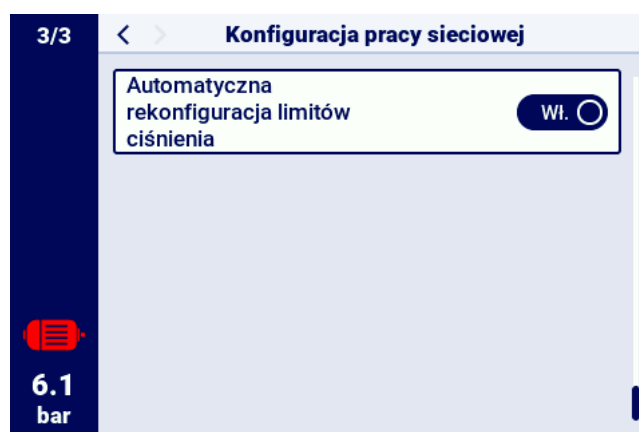 3/3
Konfiguracja pracy sieciowej
Automatyczna
rekonfiguracja limitów
ciśnienia
Wł.
6.1
bar